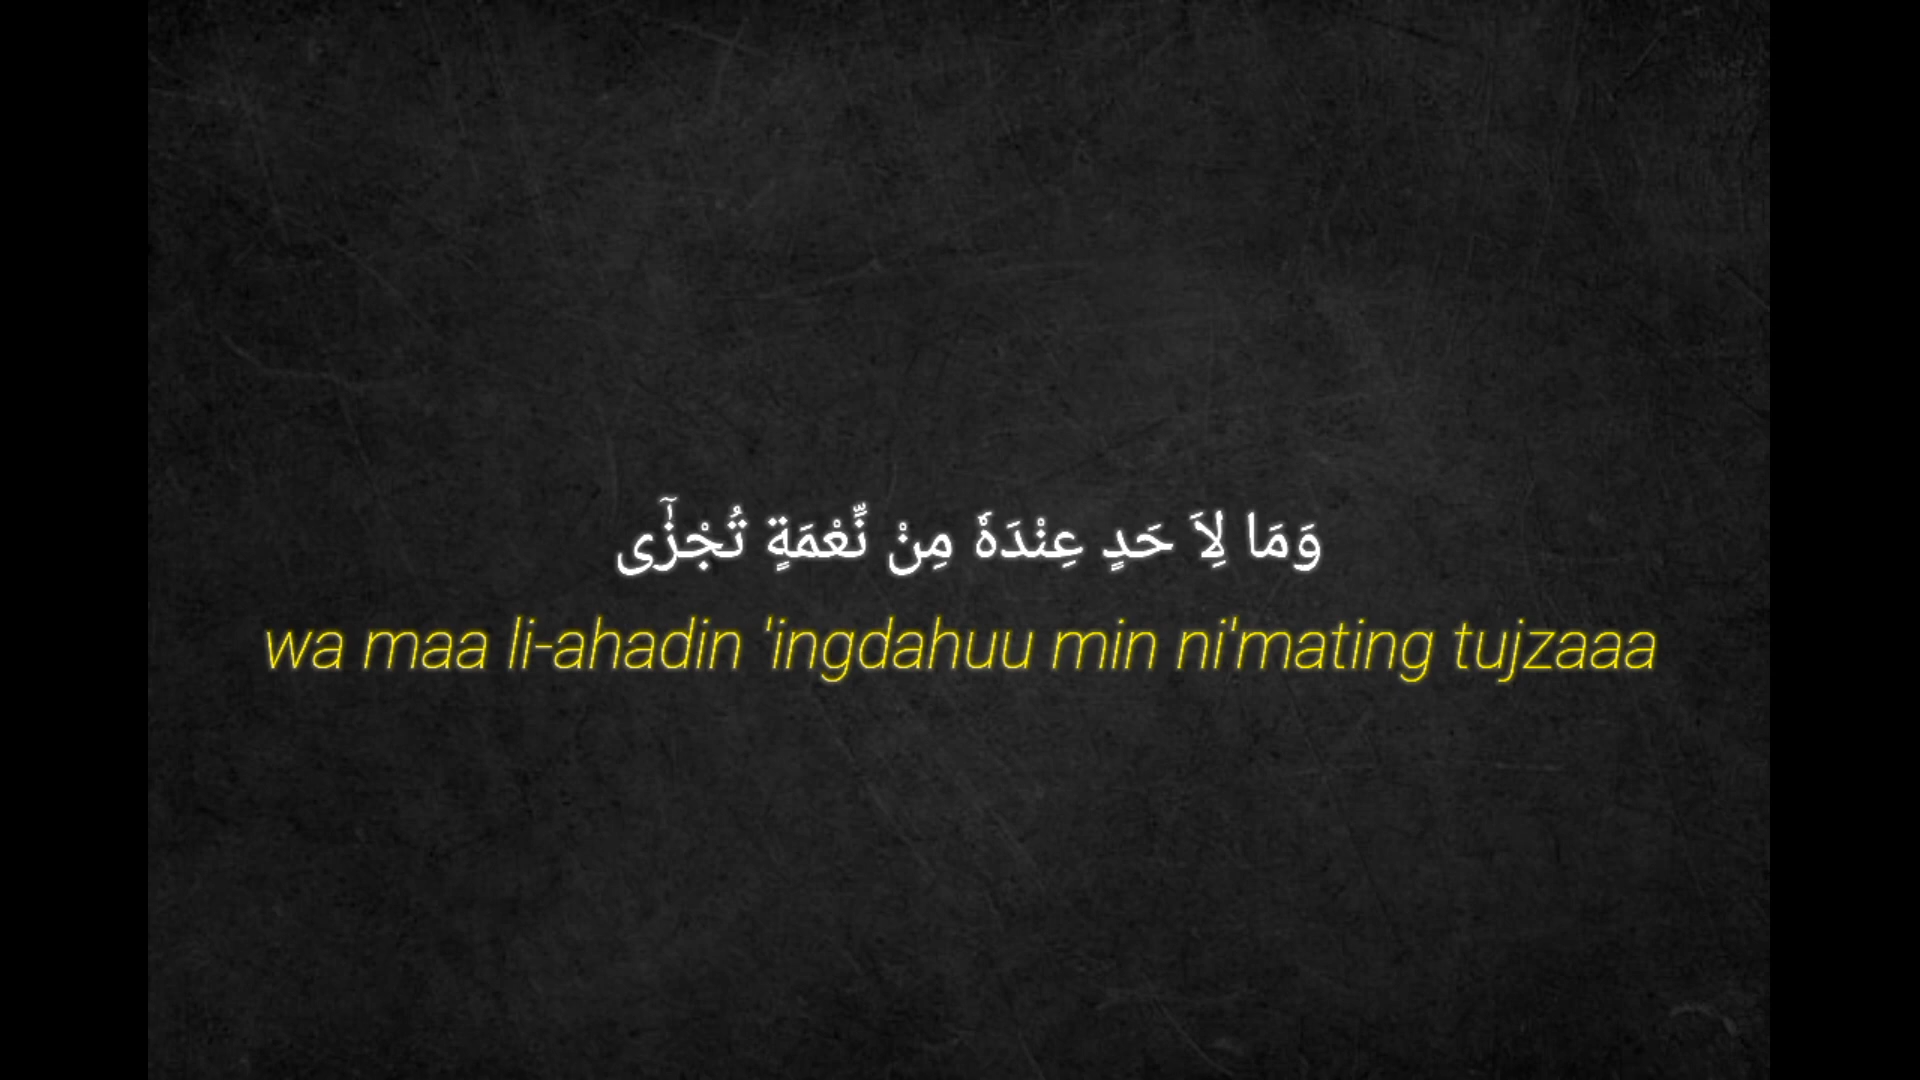 وَمَا لِاَ حَدٍ عِنْدَهٗ مِنْ نِّعْمَةٍ تُجْزٰۤى
wa maa li-ahadin 'ingdahuu min ni'mating tujzaaa